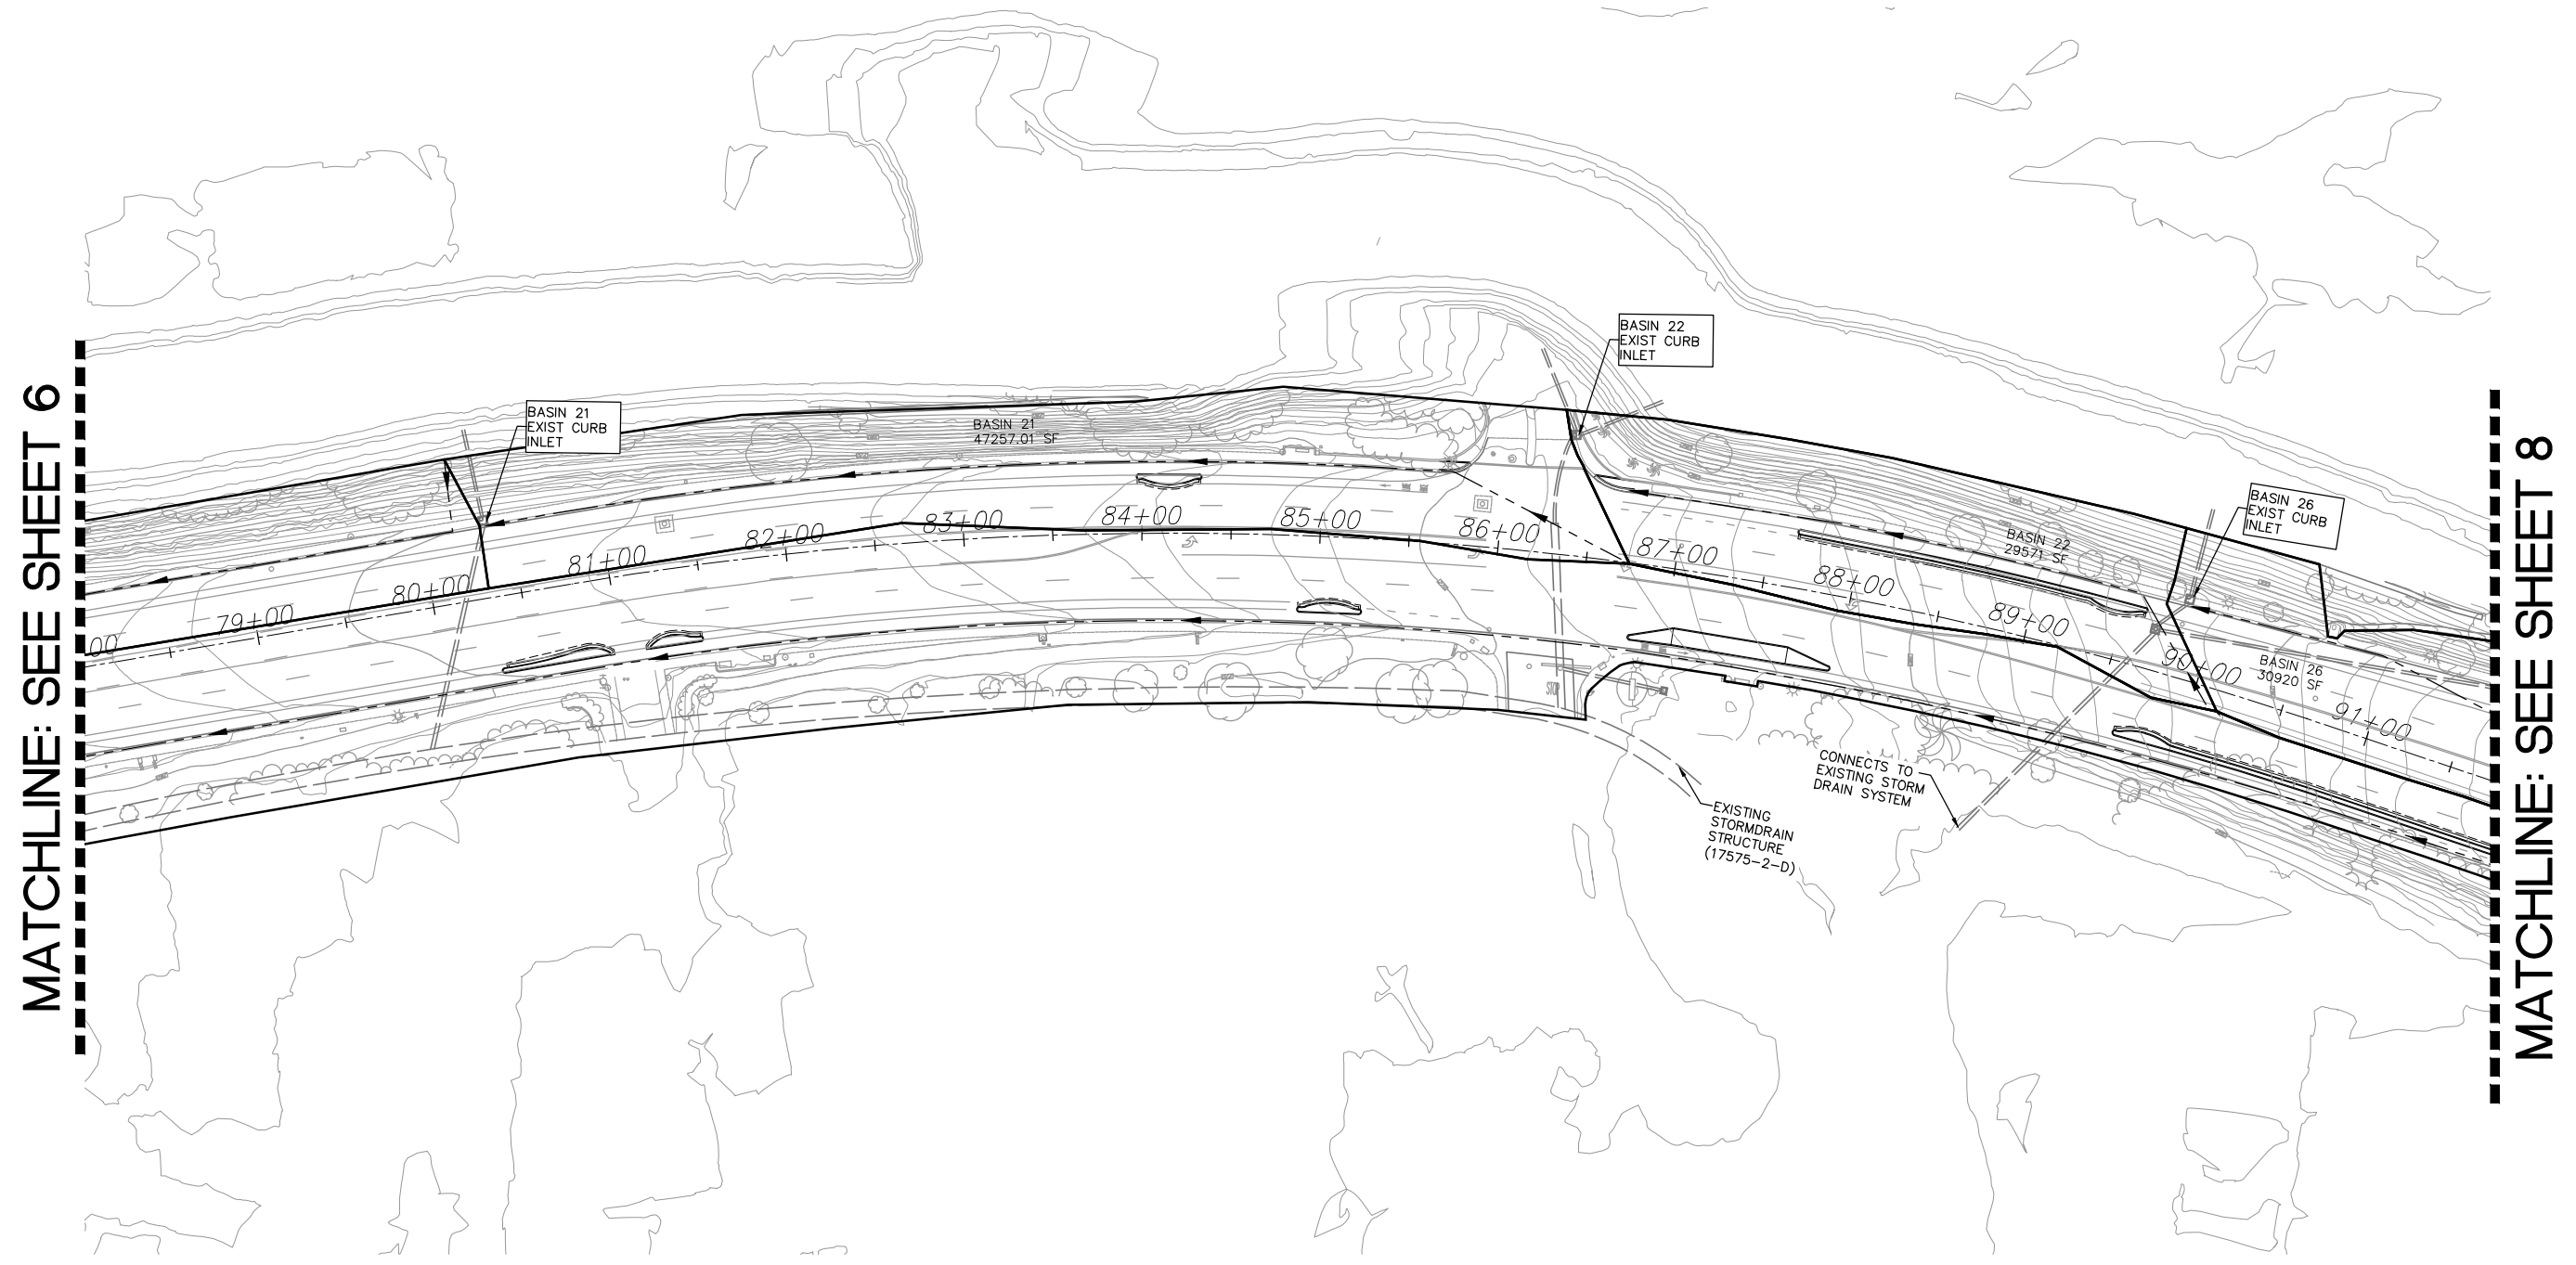 MATCHLINE: SEE SHEET 6
BASIN 21
EXIST CURB
INLET
BASIN 21
47257.01 SF
BASIN 22
EXIST CURB
INLET
BASIN 26
EXIST CURB
INLET
BASIN 22
29571 SF
BASIN 26
30920 SF
00
79+00
80+00
81+00
82+00
83+00
84+00
85+00
86+00
87+00
88+00
89+00
90+00
91+00
STOP
CONNECTS TO
EXISTING STORM
DRAIN SYSTEM
EXISTING
STORMDRAIN
STRUCTURE
(17575-2-D)
MATCHLINE: SEE SHEET 8